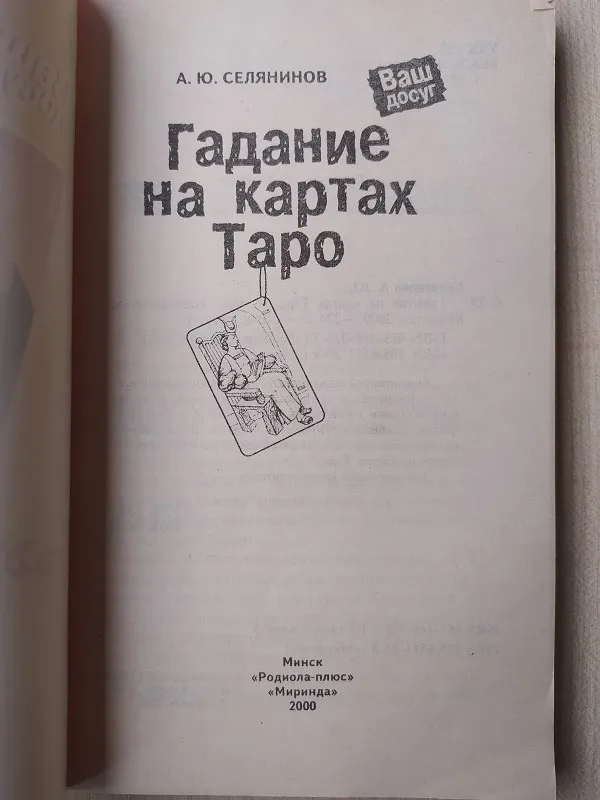 А. Ю. СЕЛЯНИНОВ
Ваш
досуг
Гадание
на картах
Таро
Минск
«Родиола-плюс»
«Миринда»
2000